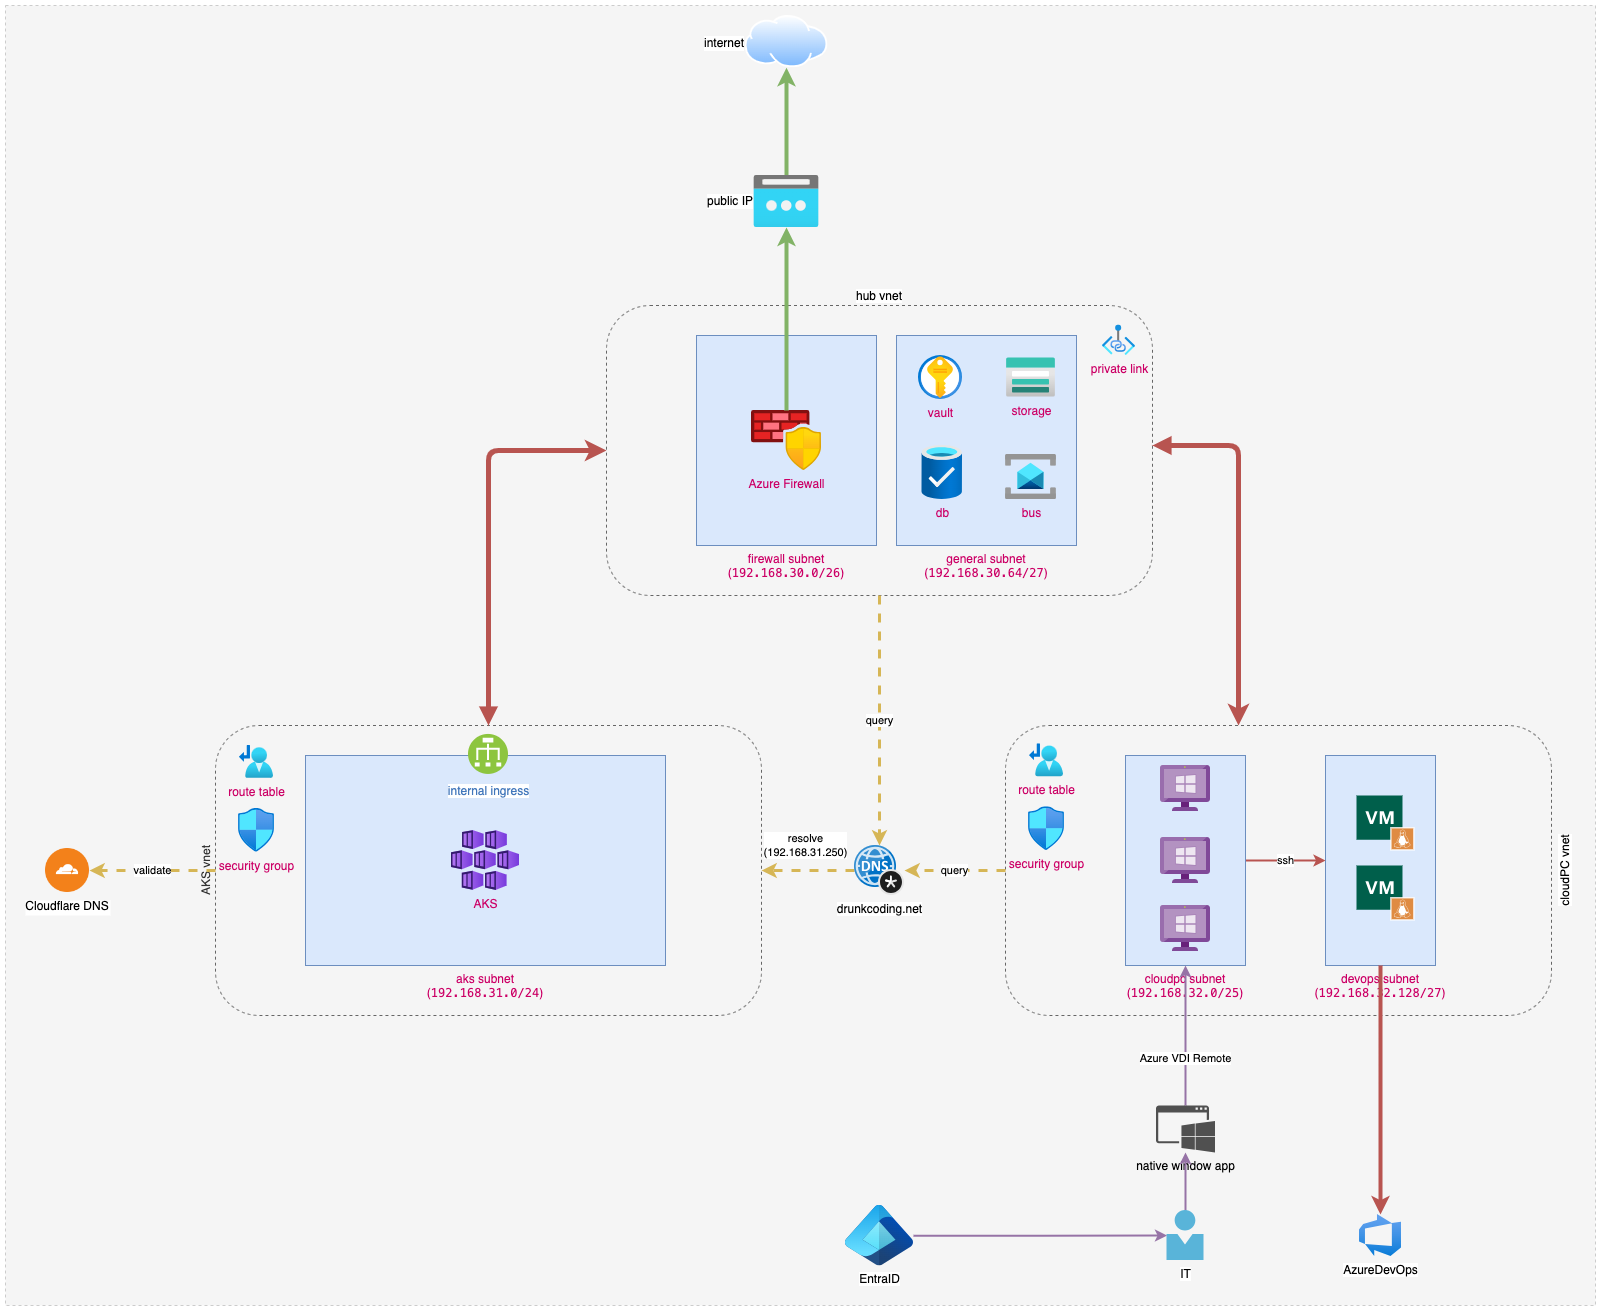 internet
public IP
hub vnet
private link
vault
storage
db
bus
Azure Firewall
firewall subnet
(192.168.30.0/26)
general subnet
(192.168.30.64/27)
query
route table
security group
AKS vnet
internal ingress
AKS
aks subnet
(192.168.31.0/24)
validate
Cloudflare DNS
resolve
(192.168.31.250)
DNS
drunkcoding.net
query
route table
security group
ssh
VM
VM
cloudPC vnet
cloudpc subnet
(192.168.32.0/25)
devops subnet
(192.168.32.128/27)
Azure VDI Remote
native window app
EntraID
IT
AzureDevOps